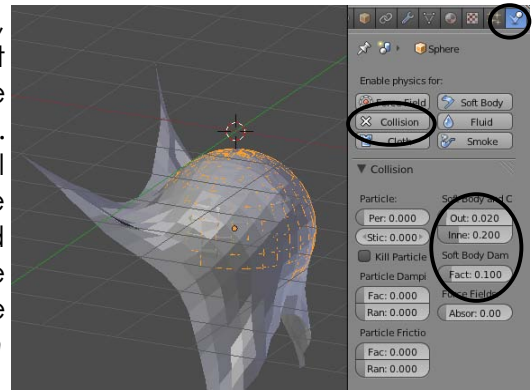 Sphere
Enable physics for:
Force Field Soft Body
Collision Fluid
Cloth Smoke
Collision
Particle: Soft Body and C
Per: 0.000 Out: 0.020
Stic: 0.000 Inne: 0.200
Kill Particle Soft Body Dam
Particle Dampi Fact: 0.100
Fac: 0.000 Force Fields
Ran: 0.000 Absor: 0.00
Particle Frictio
Fac: 0.000
Ran: 0.000